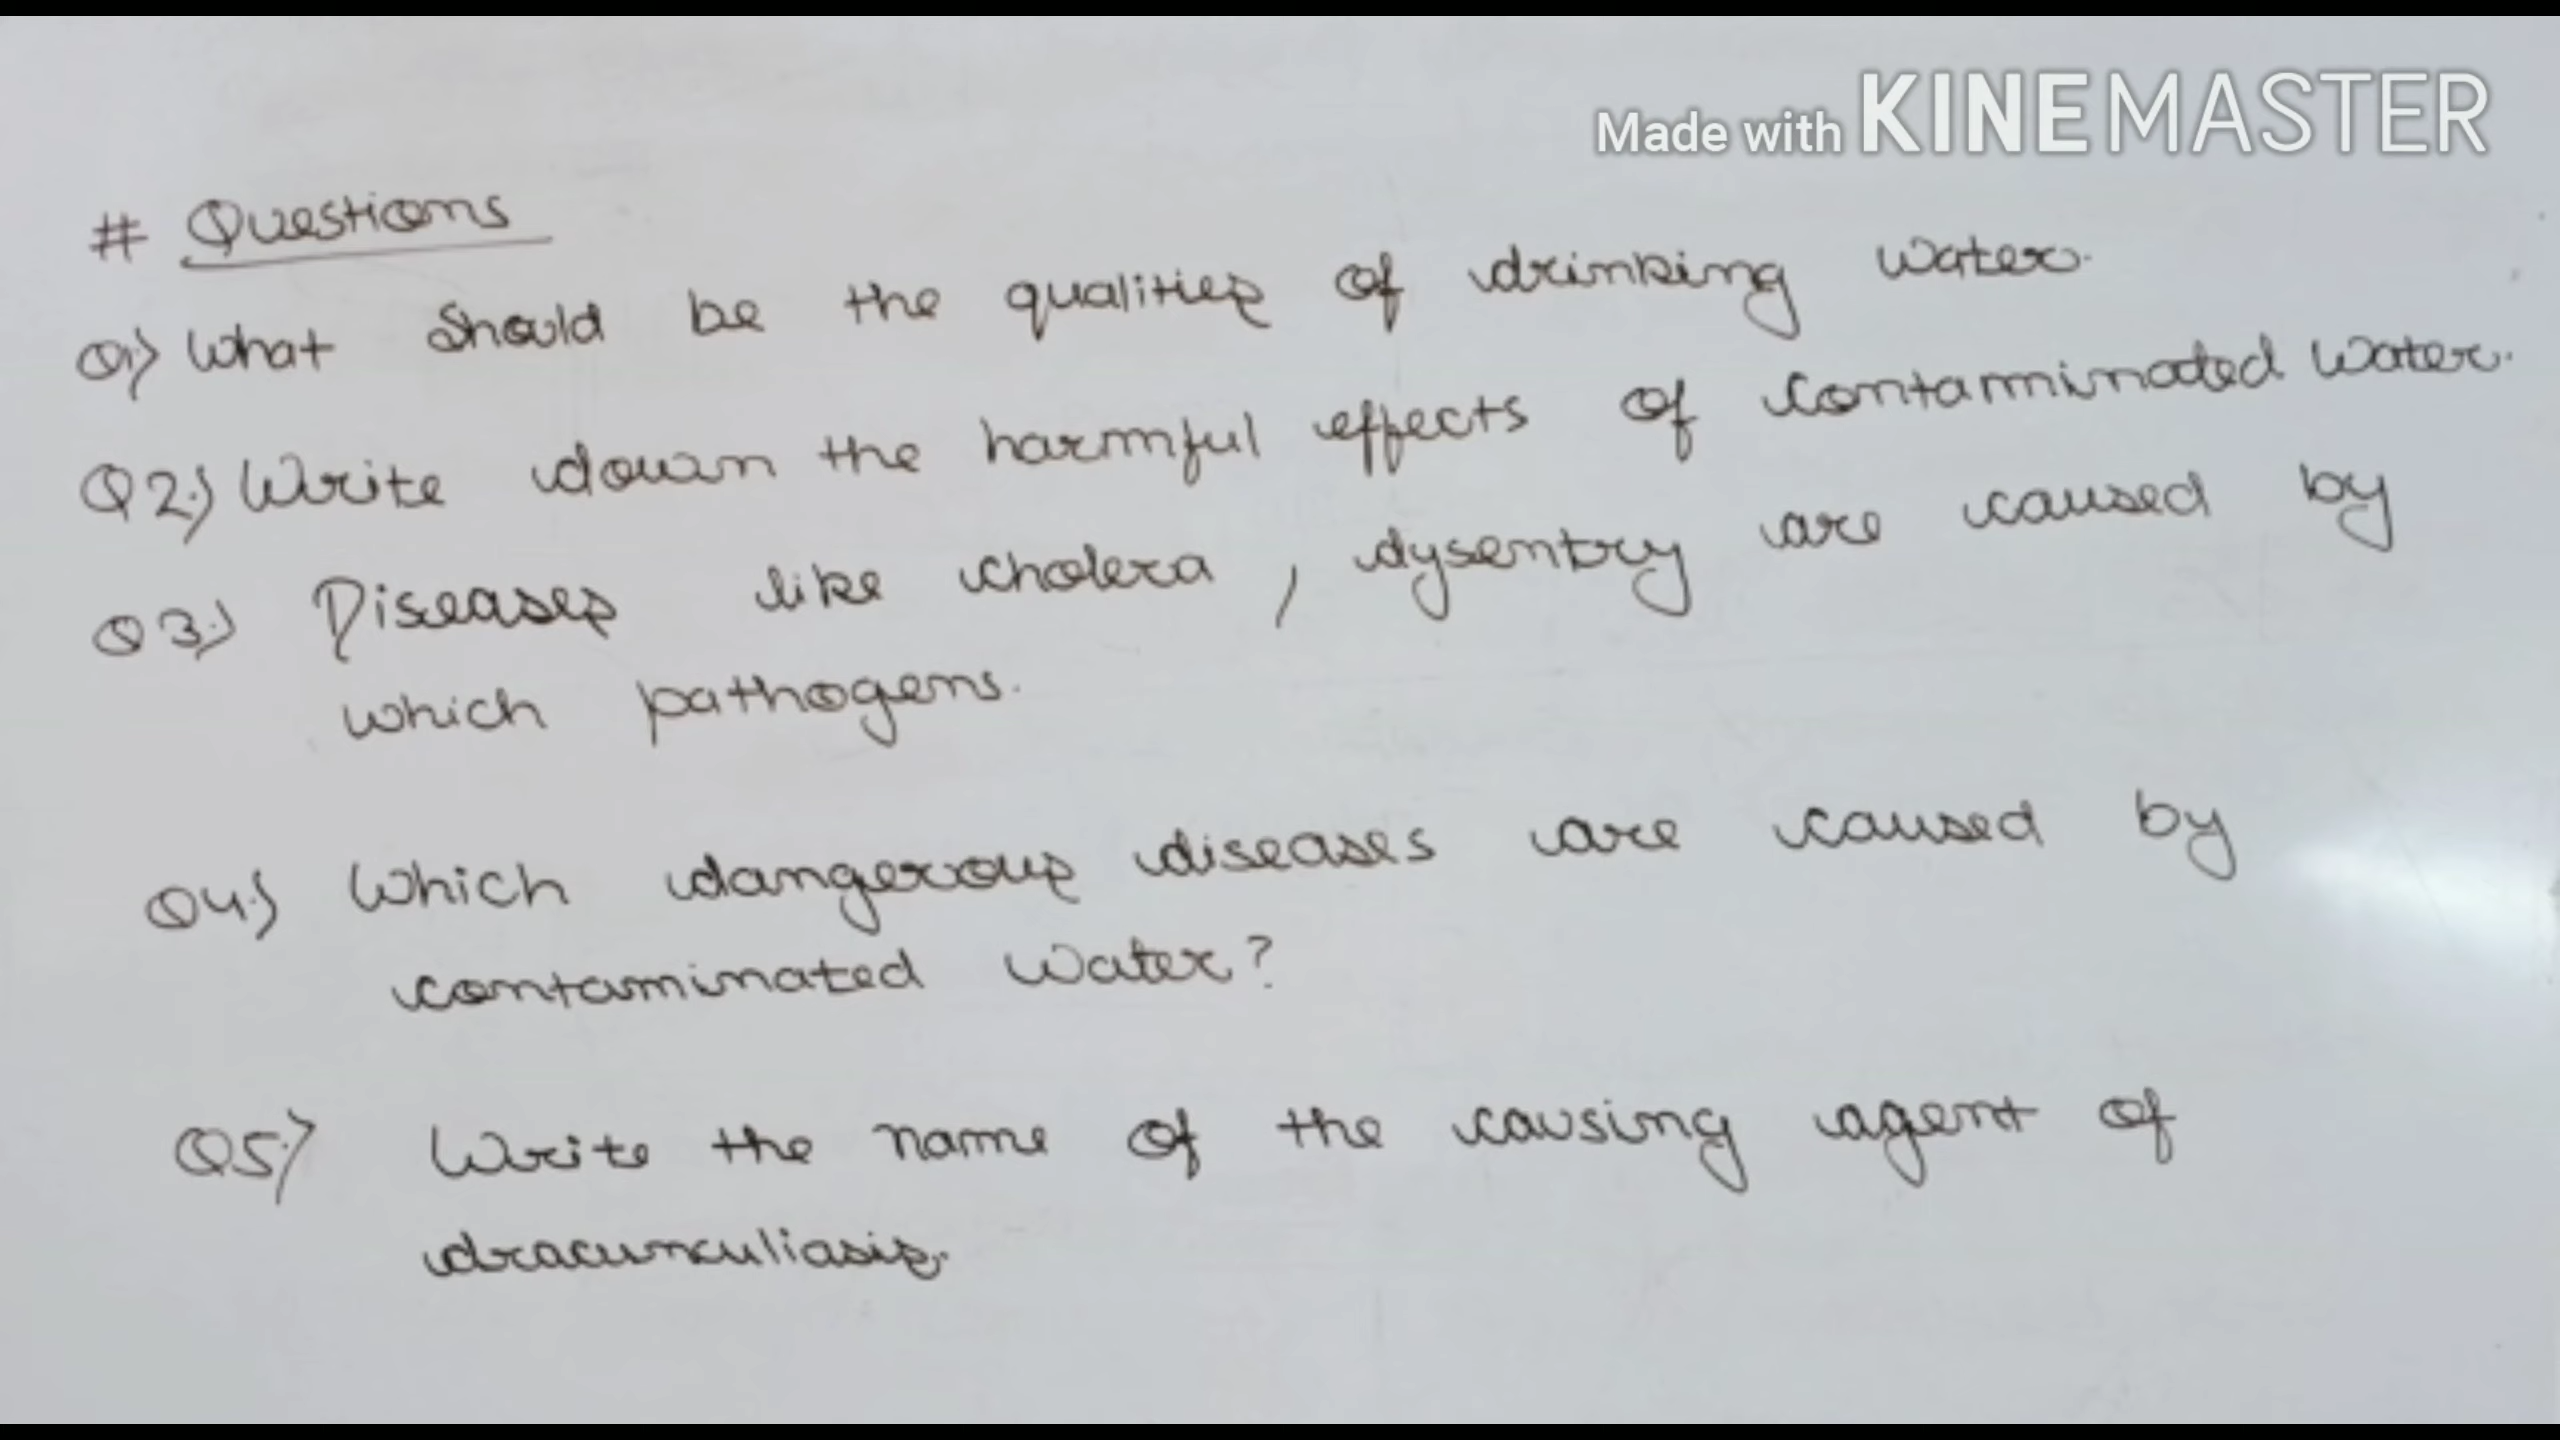 Made with KINEMASTER
# Questions
Q1) What should be the qualities of drinking water.
Q2.) Write down the harmful effects of contaminated water.
Q3.) Diseases like cholera, dysentry are caused by
which pathogens.
Q4.) Which dangerous diseases are caused by
contaminated water?
Q5.) Write the name of the causing agent of
dracunculiasis.